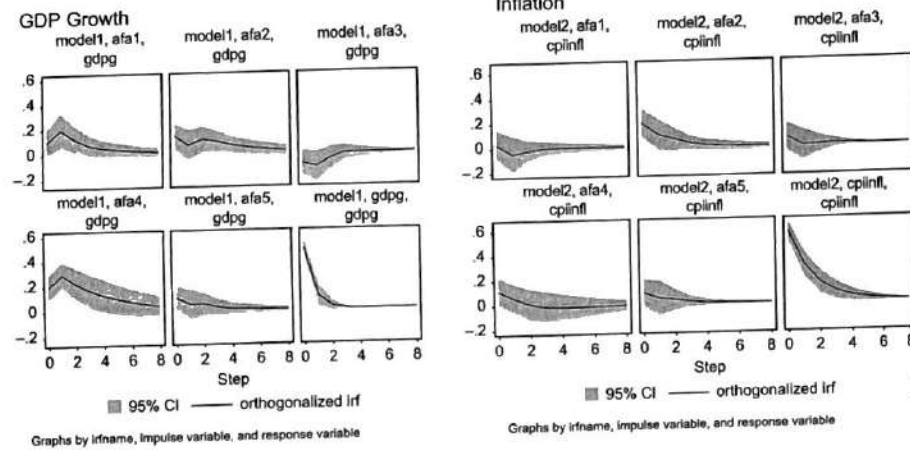 GDP Growth
model1, afa1,
gdpg
model1, afa2,
gdpg
model1, afa3,
gdpg
.6
.4
.2
0
-.2
model1, afa4,
gdpg
model1, afa5,
gdpg
model1, gdpg,
gdpg
.6
.4
.2
0
-.2
0 2 4 6 8 0 2 4 6 8 0 2 4 6 8
Step
95% CI orthogonalized irf
Graphs by irfname, impulse variable, and response variable
Inflation
model2, afa1,
cpiinfl
model2, afa2,
cpiinfl
model2, afa3,
cpiinfl
.6
.4
.2
0
-.2
model2, afa4,
cpiinfl
model2, afa5,
cpiinfl
model2, cpiinfl,
cpiinfl
.6
.4
.2
0
-.2
0 2 4 6 8 0 2 4 6 8 0 2 4 6 8
Step
95% CI orthogonalized irf
Graphs by irfname, impulse variable, and response variable